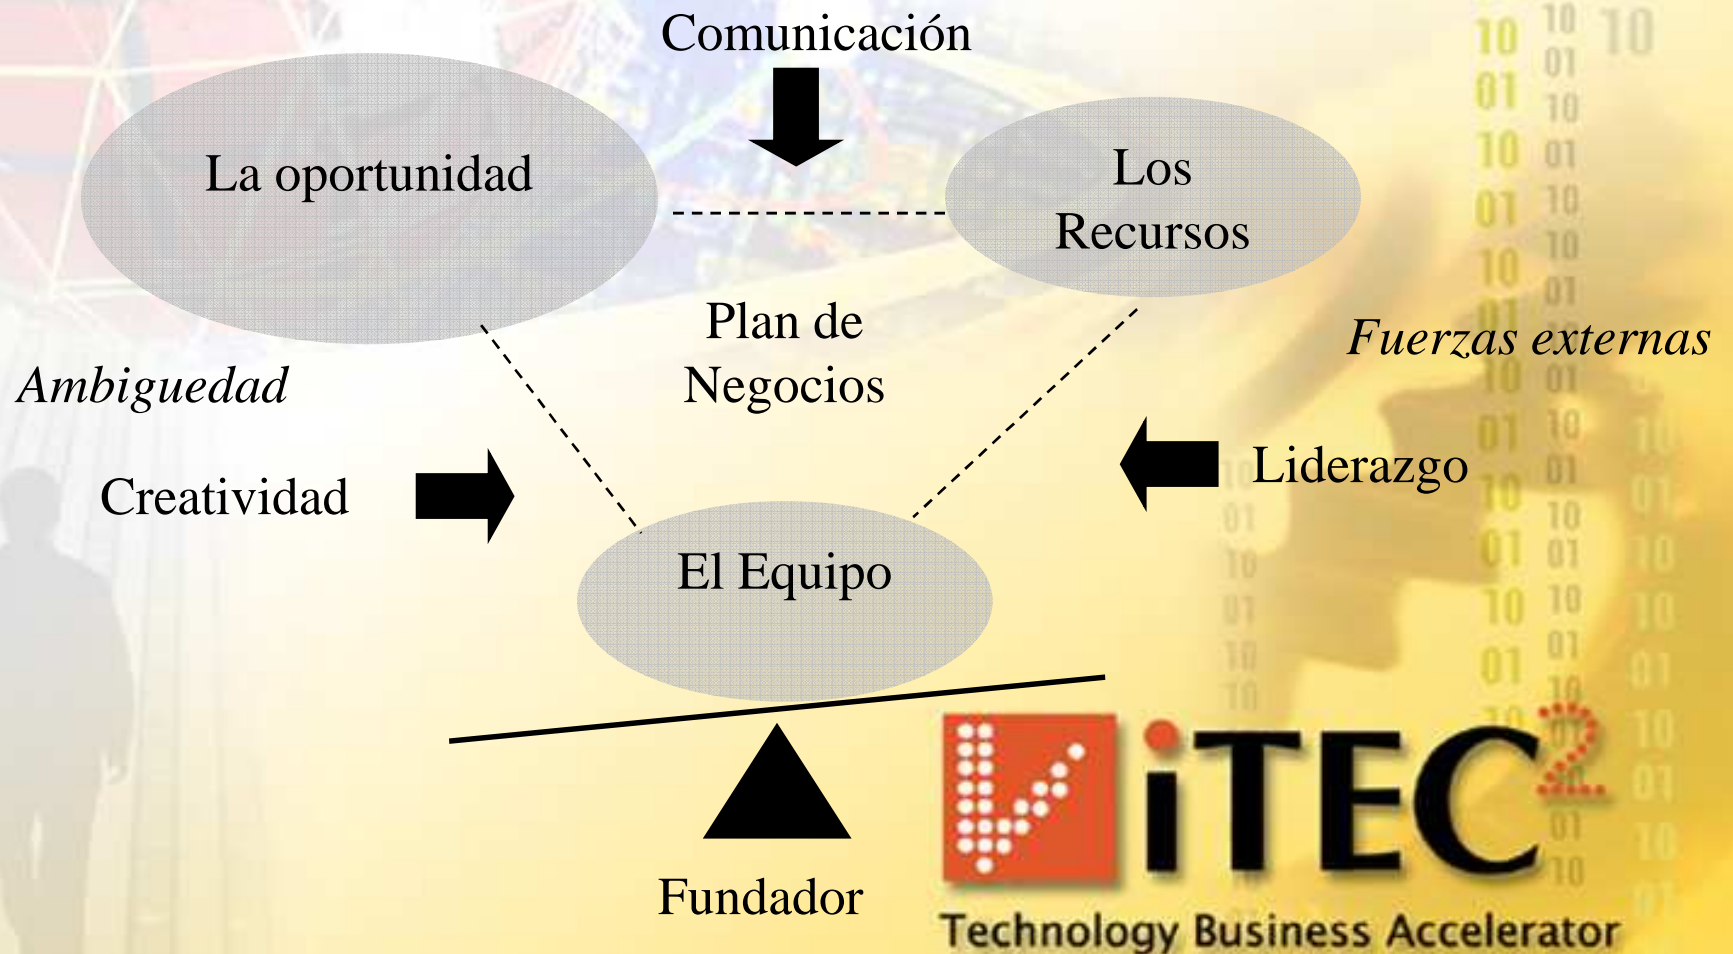 Comunicación
La oportunidad
Los
Recursos
Plan de
Negocios
Fuerzas externas
Ambiguedad
Creatividad
Liderazgo
El Equipo
Fundador
ViTEC2
Technology Business Accelerator